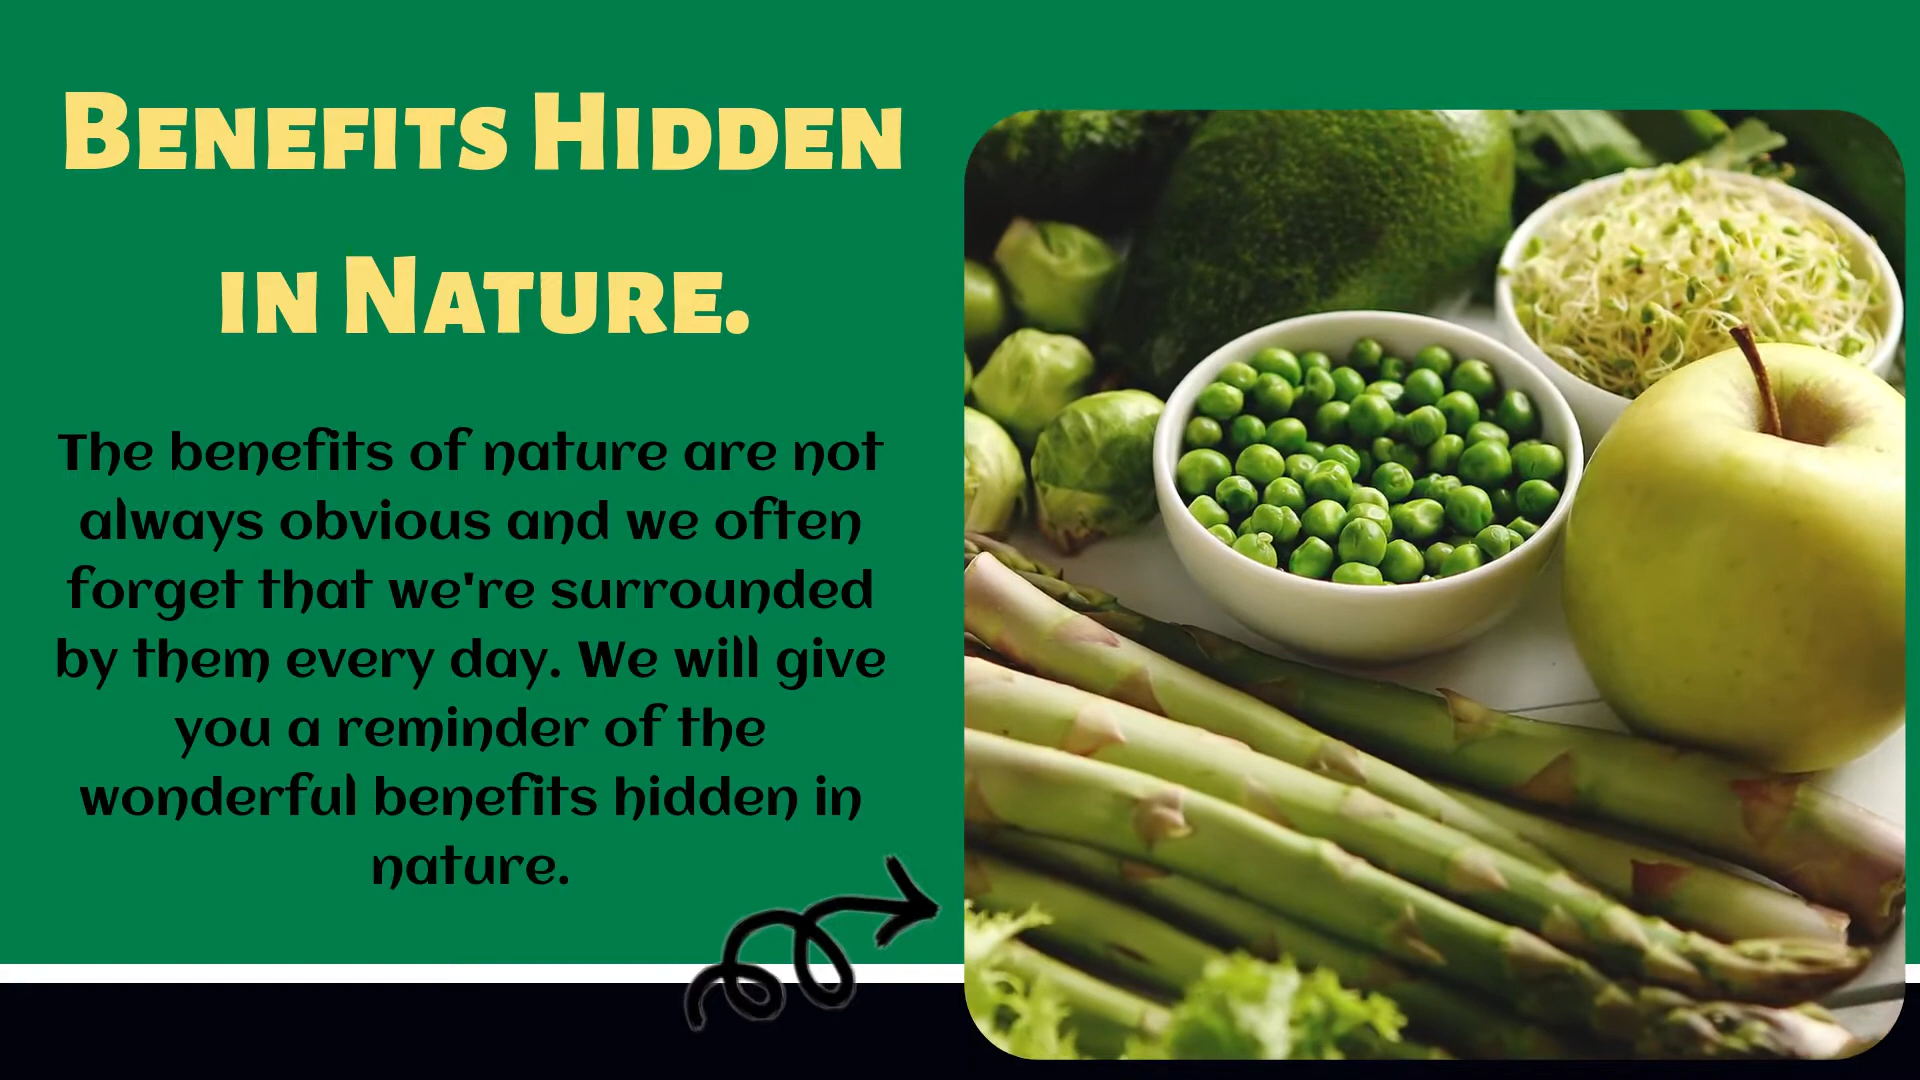 Benefits Hidden
in Nature.
The benefits of nature are not
always obvious and we often
forget that we're surrounded
by them every day. We will give
you a reminder of the
wonderful benefits hidden in
nature.